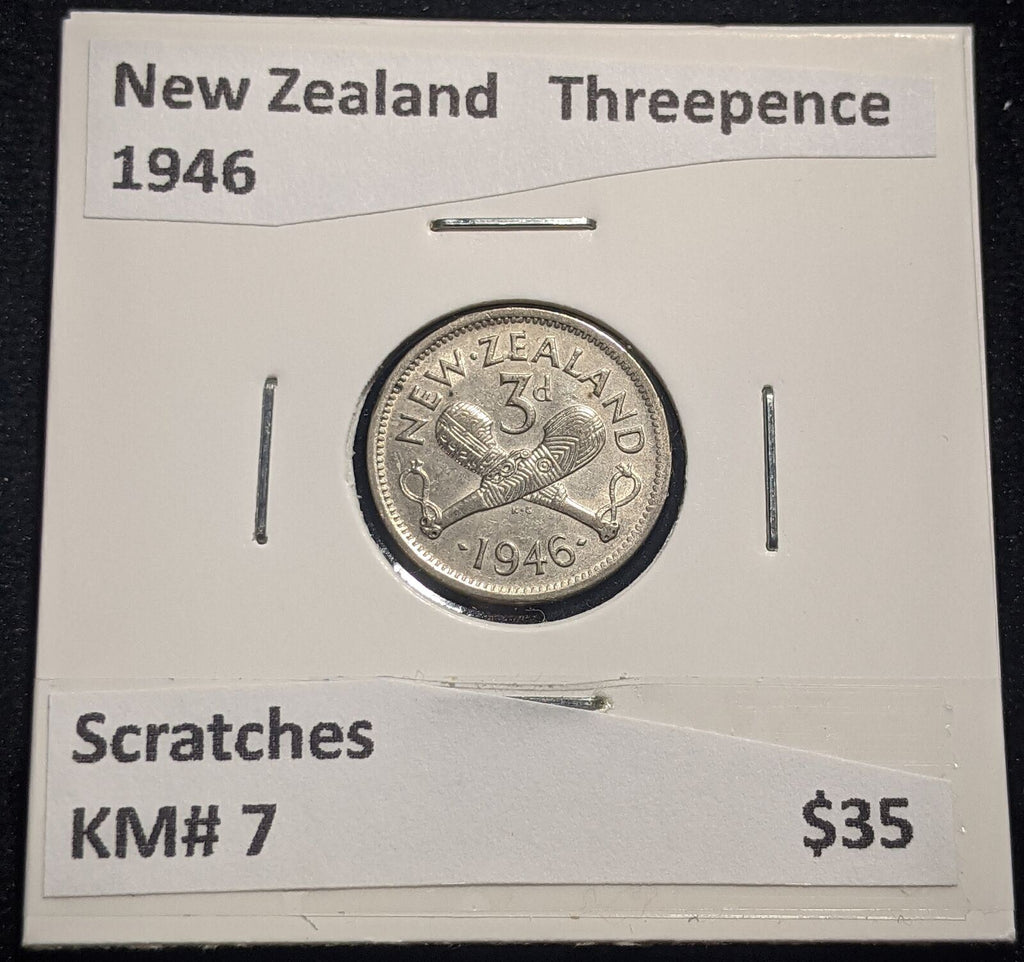 New Zealand Threepence
1946
NEW·ZEALAND
3d
K·G
·1946·
Scratches
KM# 7
$35